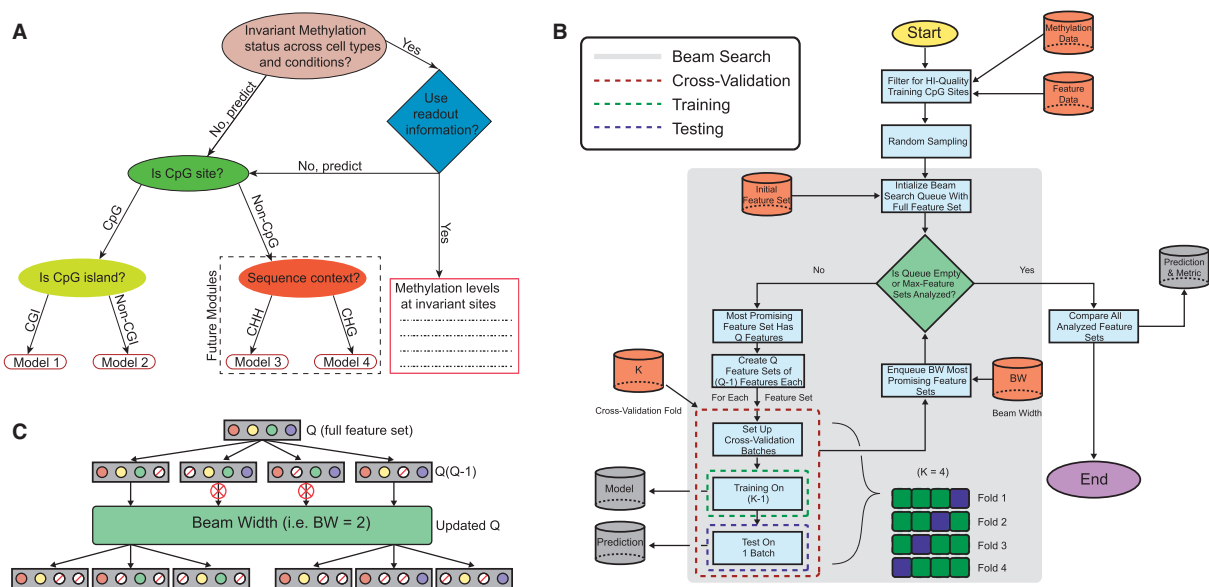 A
Invariant Methylation
status across cell types
and conditions?
Yes
Use
readout
information?
No, predict
No, predict
Is CpG site?
CpG
Non-CpG
Yes
Is CpG island?
Sequence context?
Future Modules
CGI
Non-CGI
CHH
CHG
Model 1
Model 2
Model 3
Model 4
Methylation levels
at invariant sites
B
Beam Search
Cross-Validation
Training
Testing
Start
Methylation
Data
Filter for HI-Quality
Training CpG Sites
Feature
Data
Random Sampling
Initial
Feature Set
Intialize Beam
Search Queue With
Full Feature Set
Is Queue Empty
or Max-Feature
Sets Analyzed?
No
Yes
Prediction
& Metric
Most Promising
Feature Set Has
Q Features
Compare All
Analyzed Feature
Sets
Create Q
Feature Sets of
(Q-1) Features Each
K
Cross-Validation Fold
For Each
Feature Set
Enqueue BW Most
Promising Feature
Sets
BW
Beam Width
Set Up
Cross-Validation
Batches
Training On
(K-1)
Model
Test On
1 Batch
Prediction
(K = 4)
Fold 1
Fold 2
Fold 3
Fold 4
End
C
Q (full feature set)
Q(Q-1)
Beam Width (i.e. BW = 2)
Updated Q